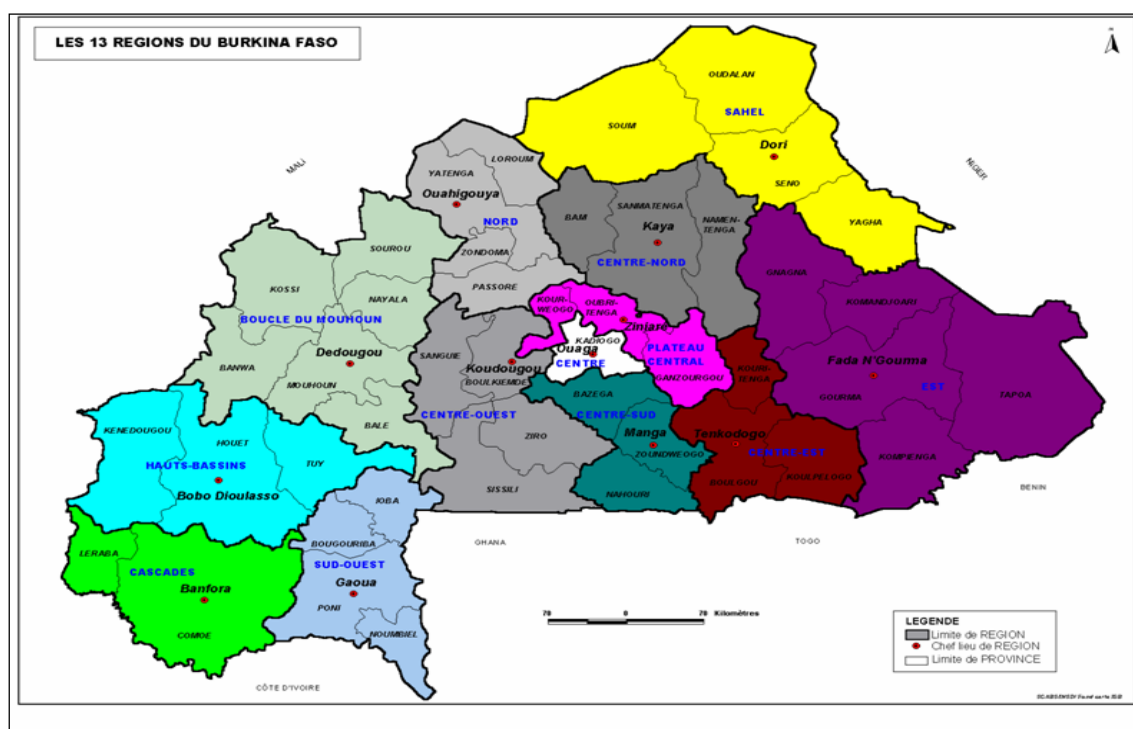 LES 13 REGIONS DU BURKINA FASO
N
OUDALAN
SAHEL
SOUM
Dori
SENO
YAGHA
MALI
NIGER
LOROUM
YATENGA
Ouahigouya
NORD
ZONDOMA
PASSORE
BAM
SANMATENGA
NAMEN-
TENGA
Kaya
CENTRE-NORD
SOUROU
KOSSI
NAYALA
BOUCLE DU MOUHOUN
Dedougou
BANWA
MOUHOUN
BALE
GNAGNA
KOMANDJOARI
Fada N'Gourma
EST
GOURMA
TAPOA
KOMPIENGA
KOUR-
WEOGO
OUBRI-
TENGA
Ziniaré
PLATEAU
CENTRAL
GANZOURGOU
KADIOGO
Ouaga
CENTRE
SANGUIE
Koudougou
BOULKIEMDE
CENTRE-OUEST
ZIRO
SISSILI
BAZEGA
CENTRE-SUD
Manga
ZOUNDWEOGO
NAHOURI
KOURI-
TENGA
Tenkodogo
CENTRE-EST
BOULGOU
KOULPELOGO
KENEDOUGOU
HOUET
TUY
HAUTS-BASSINS
Bobo Dioulasso
IOBA
BOUGOURIBA
SUD-OUEST
Gaoua
PONI
NOUMBIEL
LERABA
CASCADES
Banfora
COMOE
GHANA
TOGO
BENIN
CÔTE D'IVOIRE
70 0 70 Kilomètres
LEGENDE
Limite de REGION
Chef lieu de REGION
Limite de PROVINCE